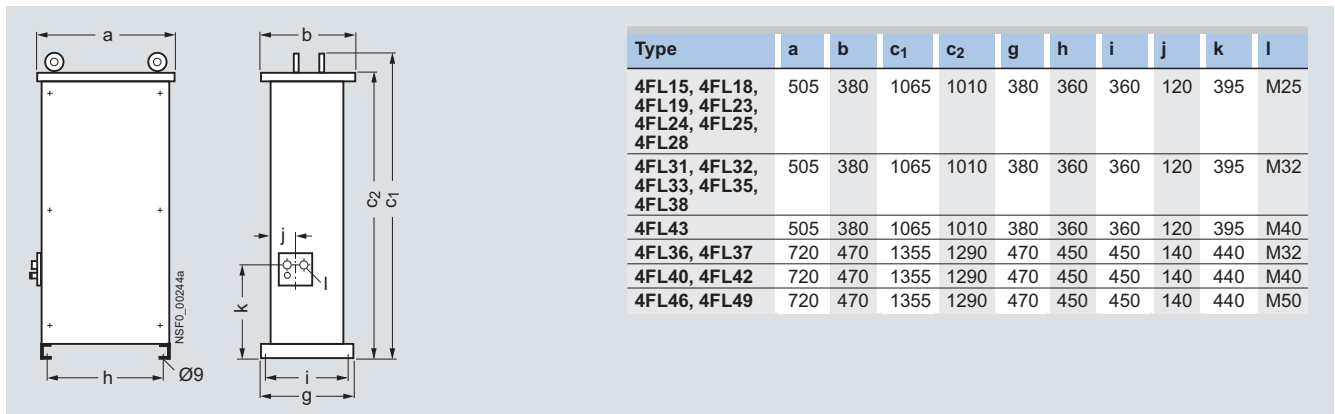 a
b
c2
c1
j
l
k
NSF0_00244a
h
Ø9
i
g
Type a b c1 c2 g h i j k l
4FL15, 4FL18, 505 380 1065 1010 380 360 360 120 395 M25
4FL19, 4FL23,
4FL24, 4FL25,
4FL28
4FL31, 4FL32, 505 380 1065 1010 380 360 360 120 395 M32
4FL33, 4FL35,
4FL38
4FL43 505 380 1065 1010 380 360 360 120 395 M40
4FL36, 4FL37 720 470 1355 1290 470 450 450 140 440 M32
4FL40, 4FL42 720 470 1355 1290 470 450 450 140 440 M40
4FL46, 4FL49 720 470 1355 1290 470 450 450 140 440 M50